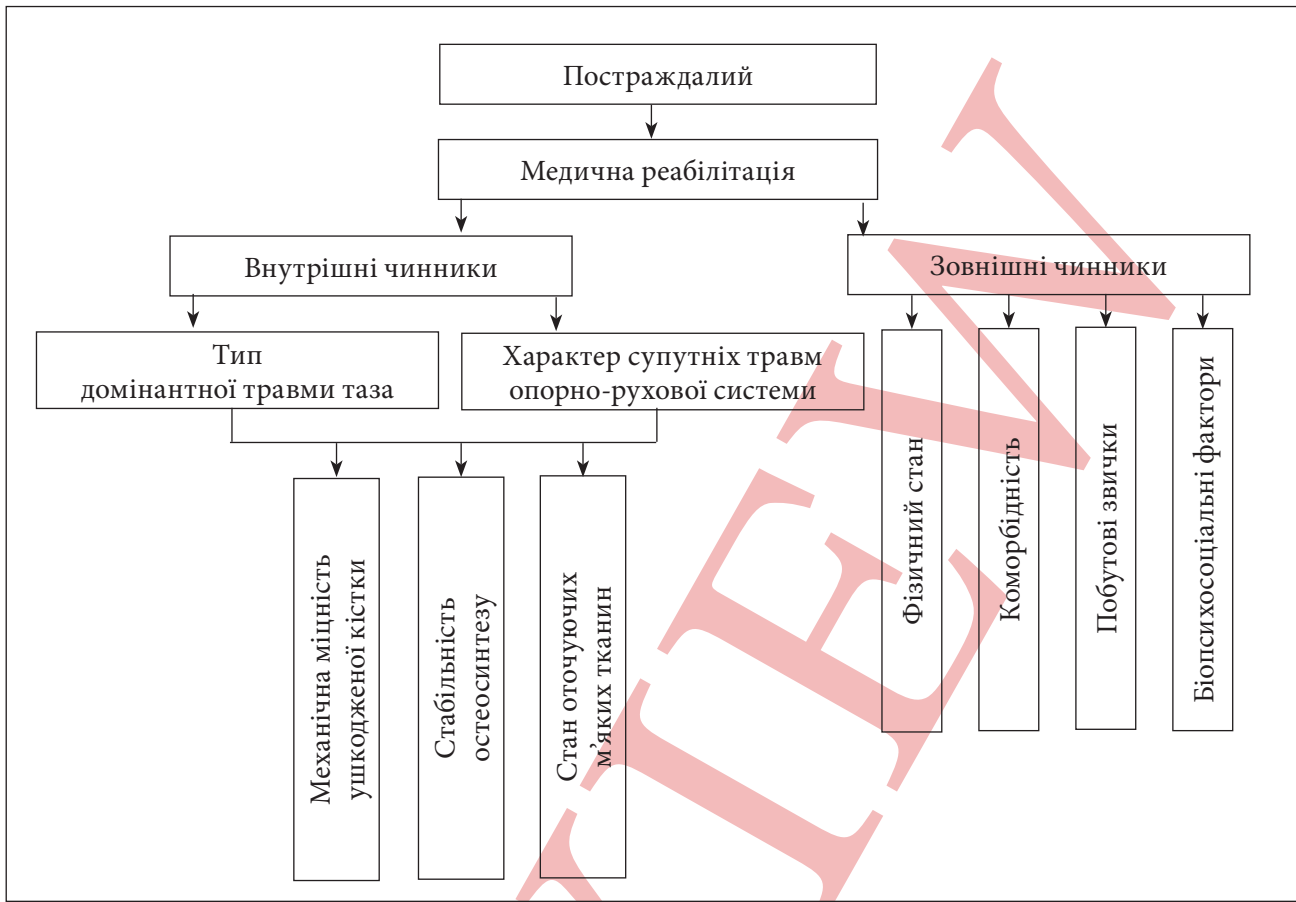 Постраждалий
Медична реабілітація
Внутрішні чинники
Зовнішні чинники
Тип
домінантної травми таза
Характер супутніх травм
опорно-рухової системи
Механічна міцність
ушкодженої кістки
Стабільність
остеосинтезу
Стан оточуючих
м’яких тканин
Фізичний стан
Коморбідність
Побутові звички
Біопсихосоціальні фактори
VIEW